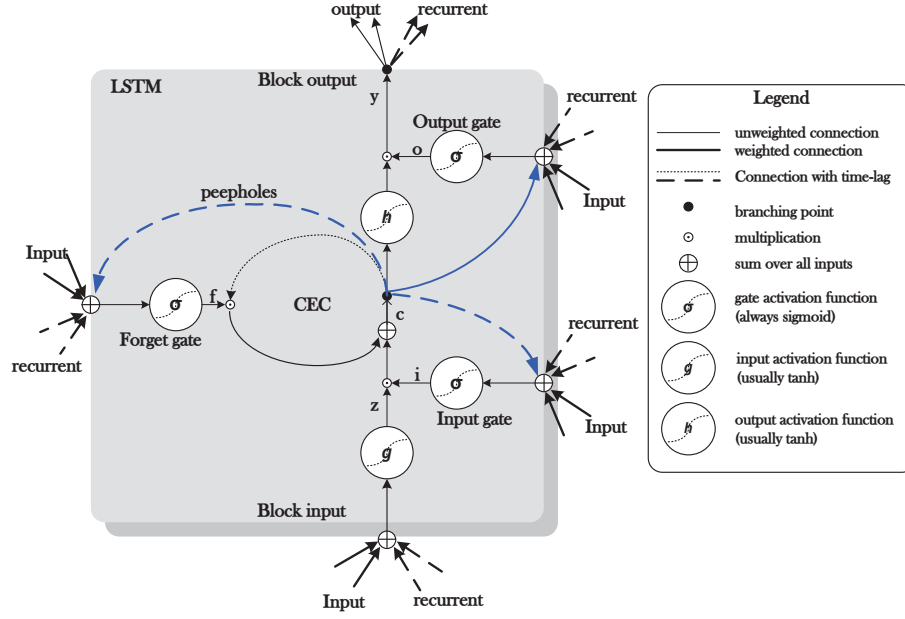 output
recurrent
LSTM
Block output
y
recurrent
Output gate
o
σ
Input
peepholes
h
Input
CEC
f
σ
c
Forget gate
recurrent
recurrent
i
σ
z
Input gate
Input
g
Block input
Input
recurrent
Legend
unweighted connection
weighted connection
Connection with time-lag
branching point
multiplication
sum over all inputs
σ
gate activation function
(always sigmoid)
g
input activation function
(usually tanh)
h
output activation function
(usually tanh)